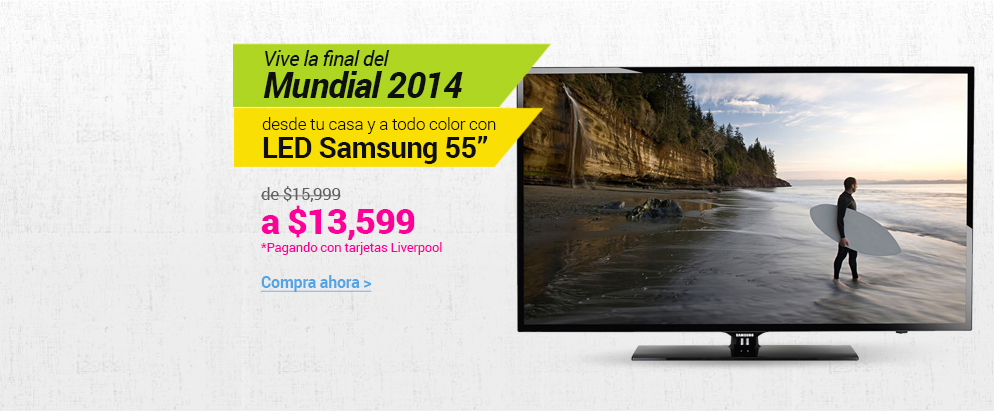 Vive la final del
Mundial 2014
desde tu casa y a todo color con
LED Samsung 55”
de $15,999
a $13,599
*Pagando con tarjetas Liverpool
Compra ahora >
SAMSUNG